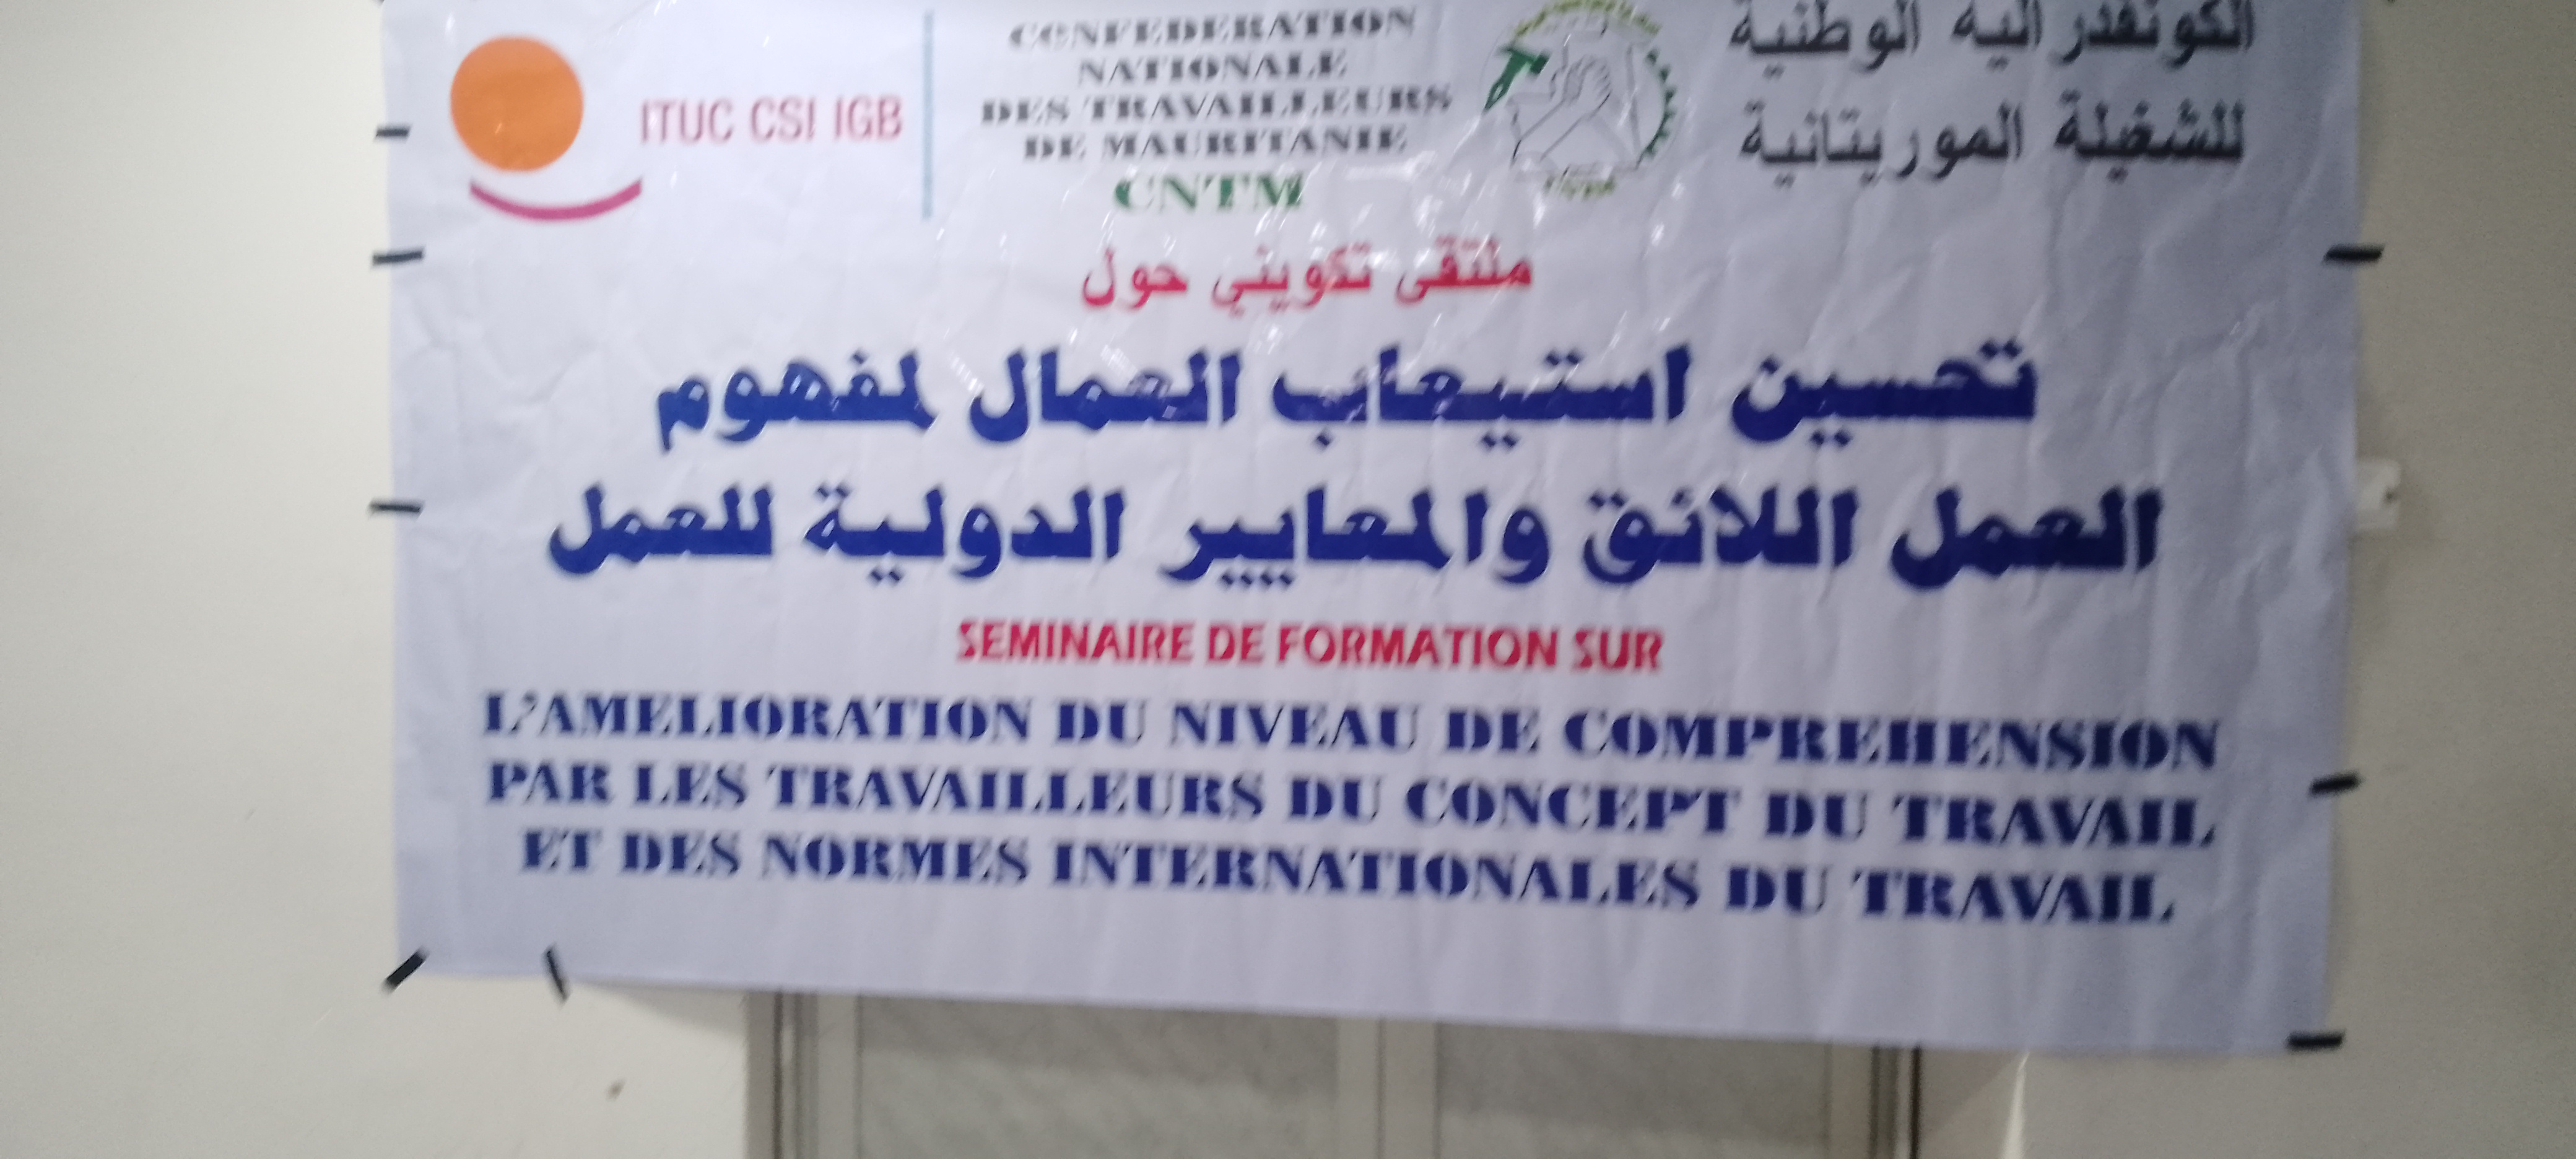 ITUC CSI IGB
CONFEDERATION
NATIONALE
DES TRAVAILLEURS
DE MAURITANIE
CNTM
الكونفدرالية الوطنية
للشغيلة الموريتانية
ملتقى تكويني حول
تحسين استيعاب العمال لمفهوم
العمل اللائق والمعايير الدولية للعمل
SEMINAIRE DE FORMATION SUR
L'AMELIORATION DU NIVEAU DE COMPREHENSION
PAR LES TRAVAILLEURS DU CONCEPT DU TRAVAIL
ET DES NORMES INTERNATIONALES DU TRAVAIL